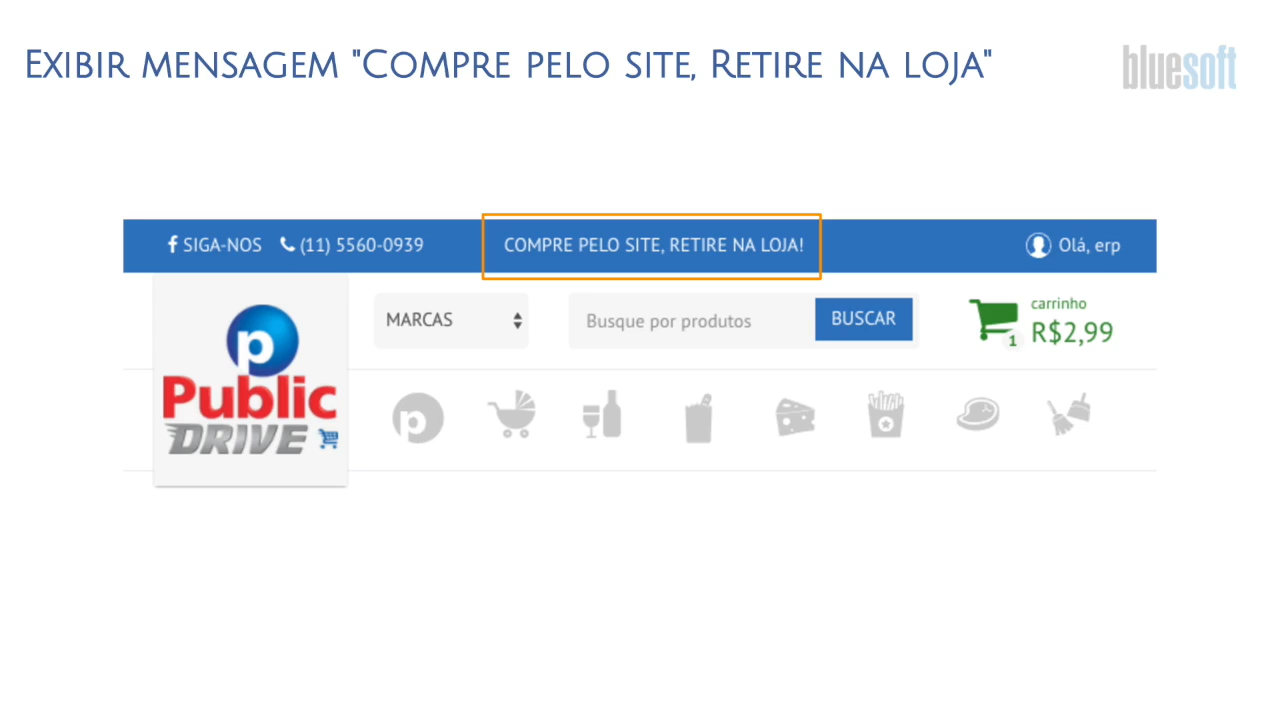 Exibir mensagem "Compre pelo site, Retire na loja"
bluesoft
SIGA-NOS (11) 5560-0939 COMPRE PELO SITE, RETIRE NA LOJA! Olá, erp
MARCAS Busque por produtos BUSCAR
carrinho
1 R$2,99
p
Public
DRIVE
p